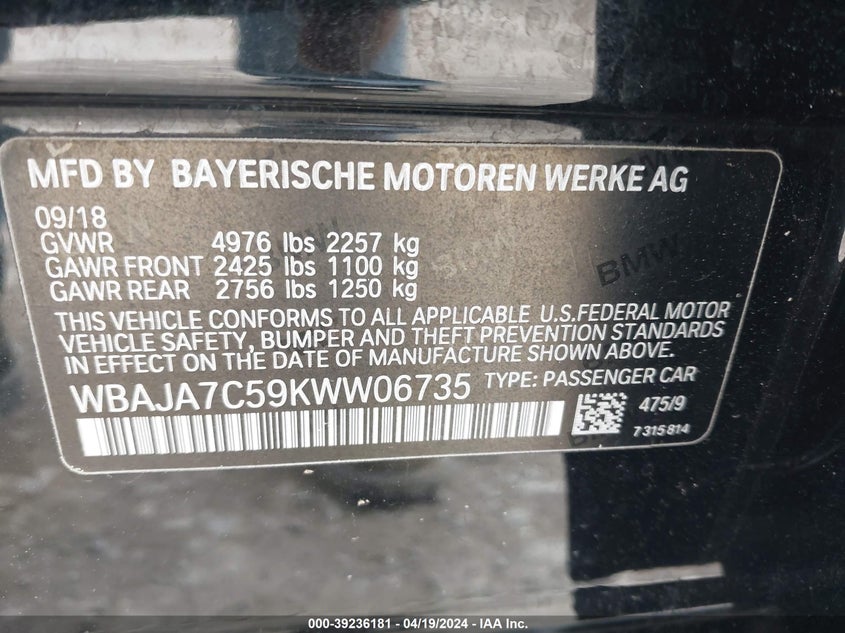 MFD BY BAYERISCHE MOTOREN WERKE AG
09/18
GVWR 4976 lbs 2257 kg
GAWR FRONT 2425 lbs 1100 kg
GAWR REAR 2756 lbs 1250 kg
THIS VEHICLE CONFORMS TO ALL APPLICABLE U.S.FEDERAL MOTOR
VEHICLE SAFETY, BUMPER AND THEFT PREVENTION STANDARDS
IN EFFECT ON THE DATE OF MANUFACTURE SHOWN ABOVE.
WBAJA7C59KWW06735 TYPE: PASSENGER CAR
475/9
7315814
BMW
000-39236181 - 04/19/2024 - IAA Inc.